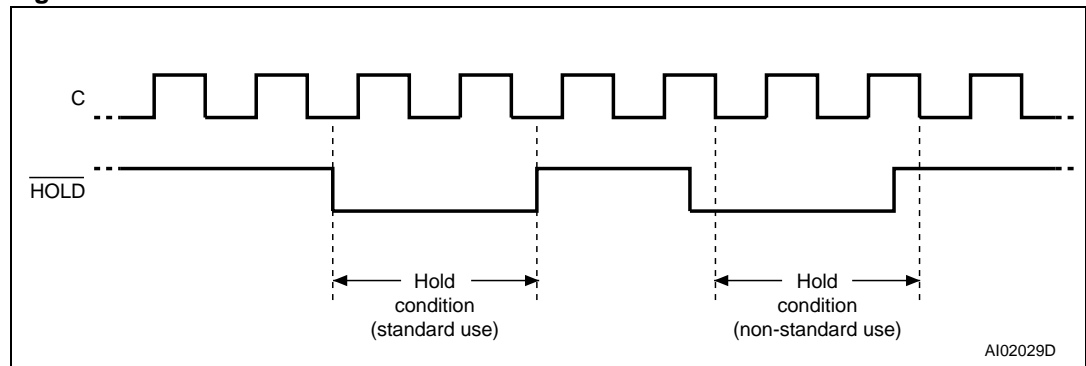 C
HOLD
Hold
condition
(standard use)
Hold
condition
(non-standard use)
AI02029D